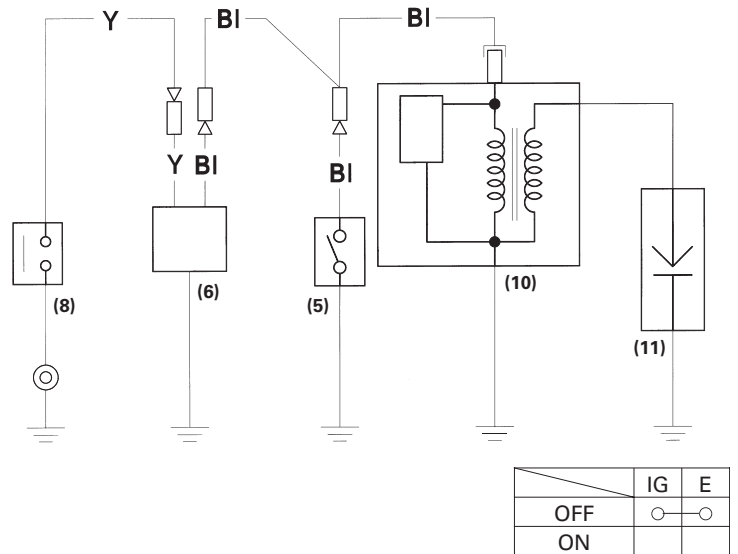 Y
Bl
Bl
Y Bl
Bl
(8)
(6)
(5)
(10)
(11)
IG E
OFF
ON